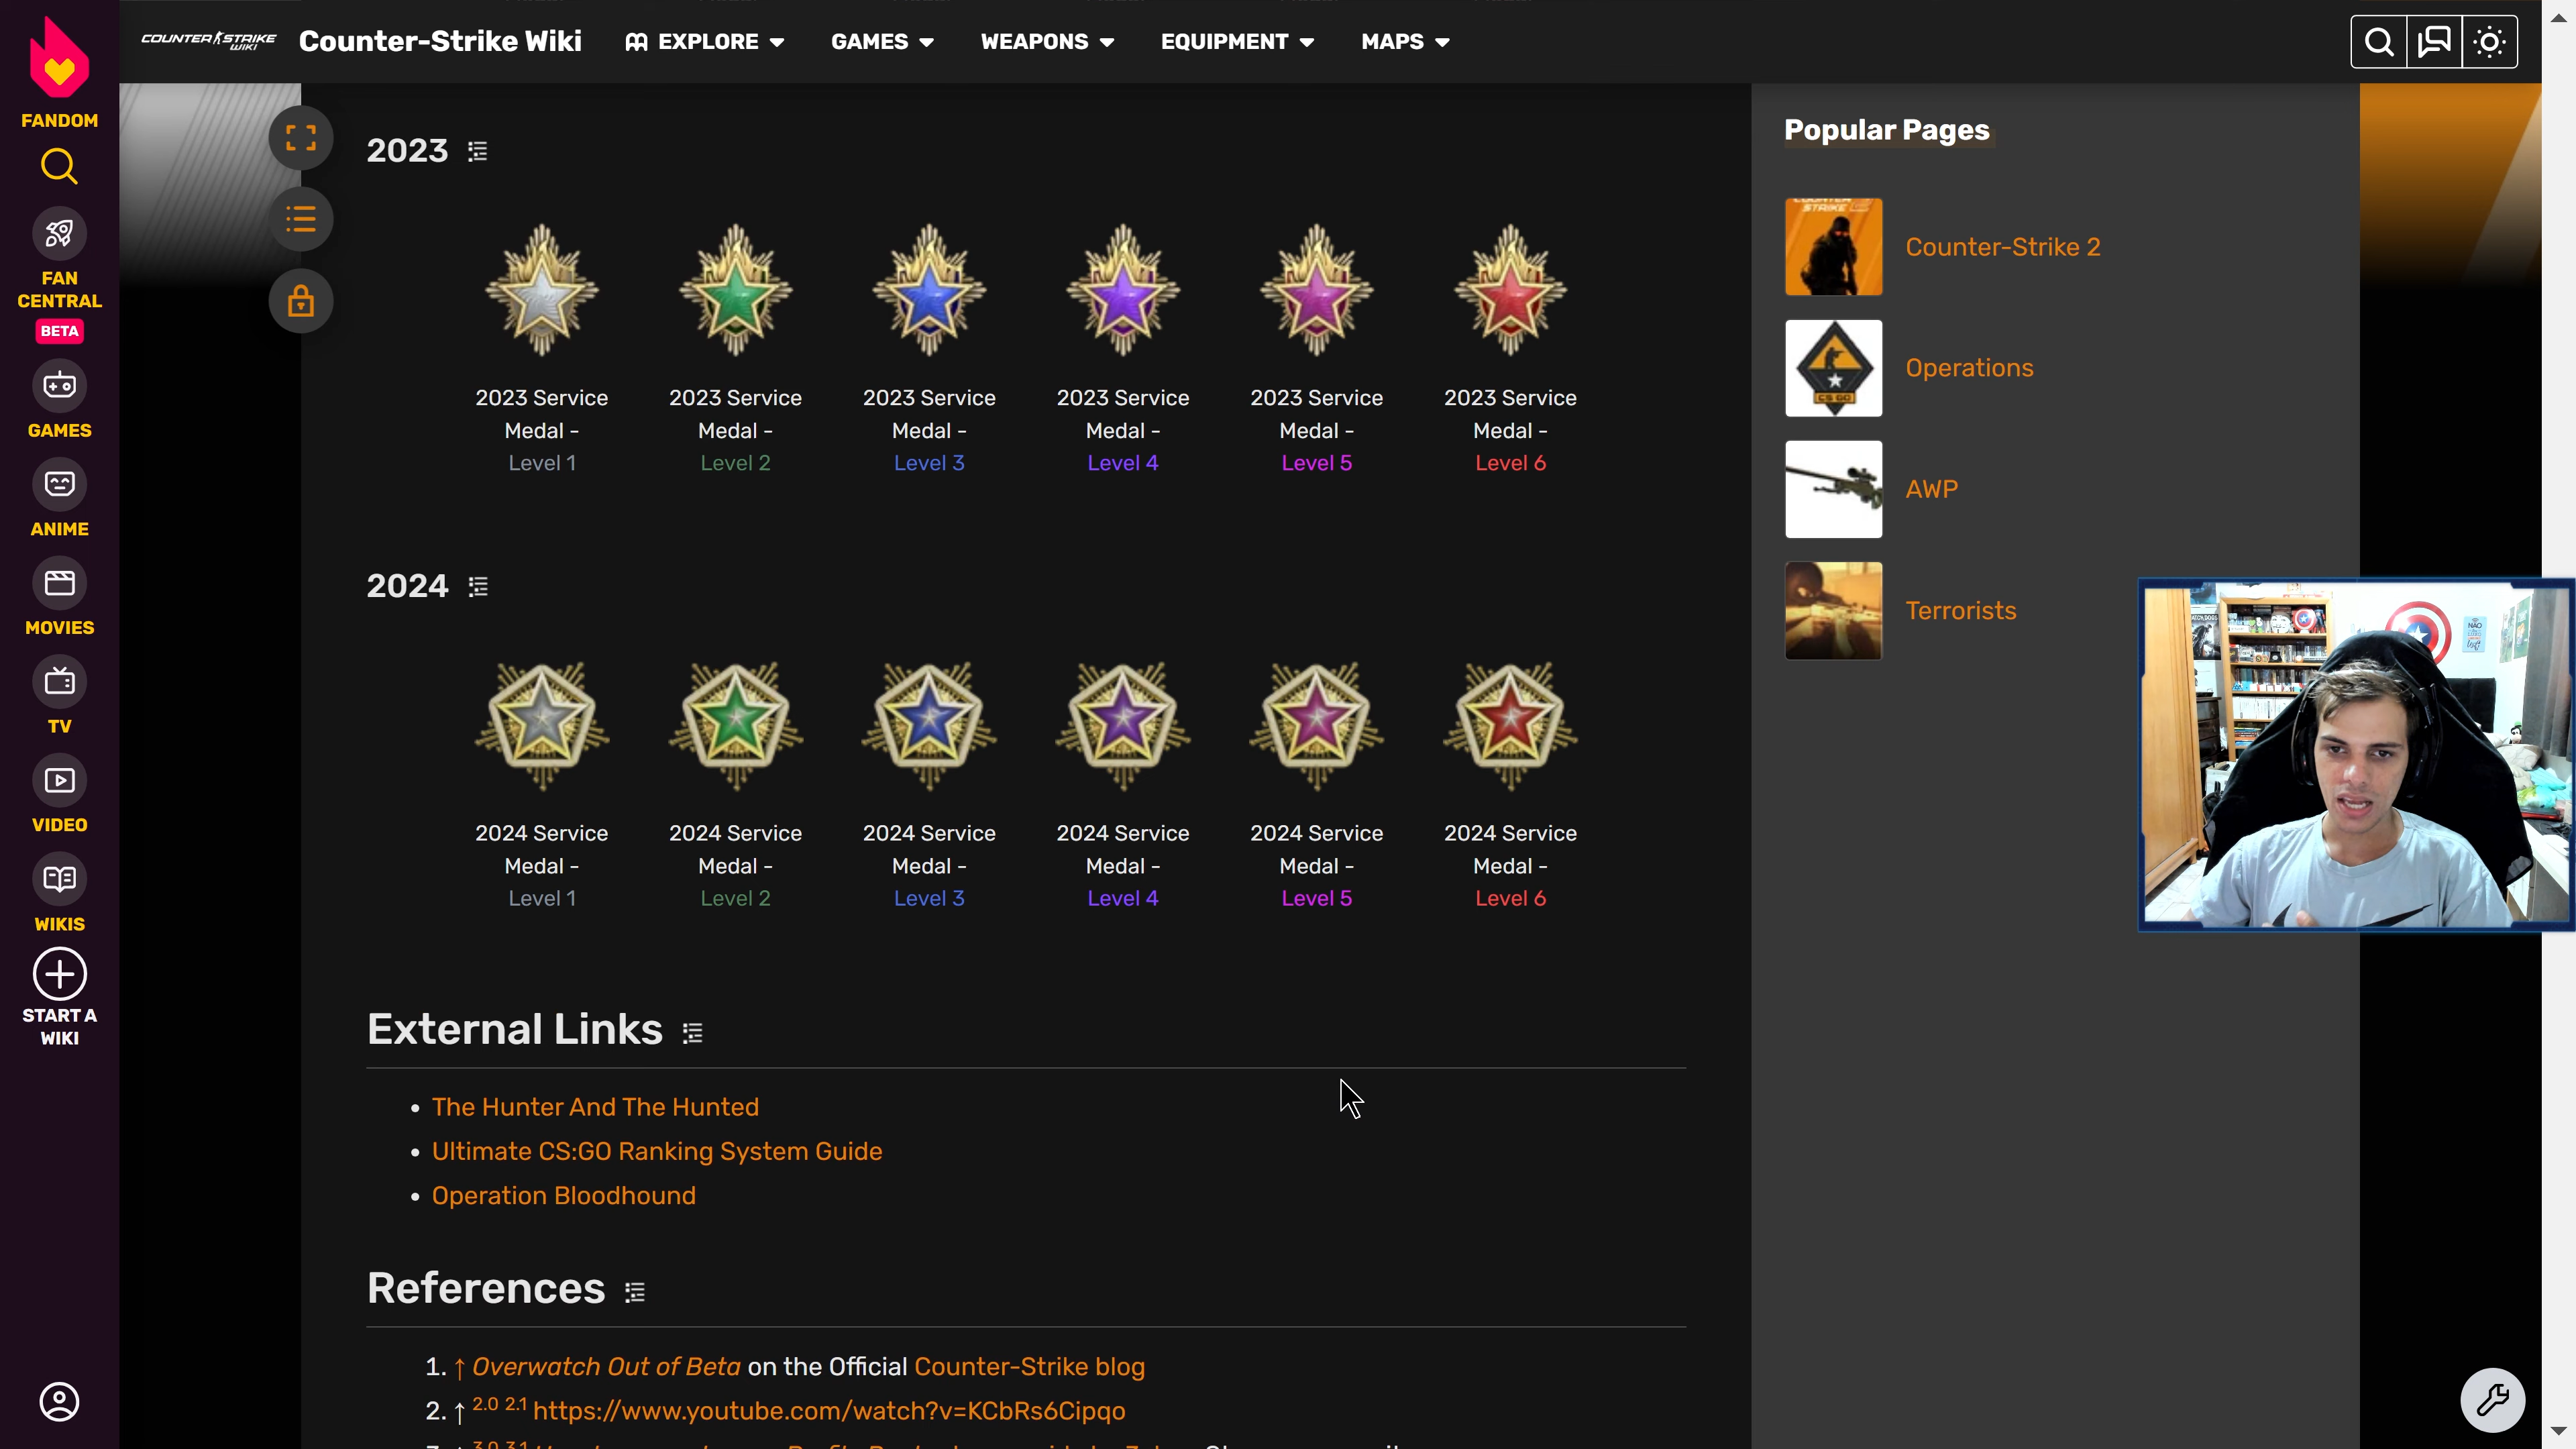 COUNTER STRIKE
WIKI
Counter-Strike Wiki
EXPLORE
GAMES
WEAPONS
EQUIPMENT
MAPS
FANDOM
FAN
CENTRAL
BETA
GAMES
ANIME
MOVIES
TV
VIDEO
WIKIS
START A
WIKI
2023
2023 Service
Medal -
Level 1
2023 Service
Medal -
Level 2
2023 Service
Medal -
Level 3
2023 Service
Medal -
Level 4
2023 Service
Medal -
Level 5
2023 Service
Medal -
Level 6
2024
2024 Service
Medal -
Level 1
2024 Service
Medal -
Level 2
2024 Service
Medal -
Level 3
2024 Service
Medal -
Level 4
2024 Service
Medal -
Level 5
2024 Service
Medal -
Level 6
External Links
The Hunter And The Hunted
Ultimate CS:GO Ranking System Guide
Operation Bloodhound
References
1. ↑ Overwatch Out of Beta on the Official Counter-Strike blog
2. ↑ 2.0 2.1 https://www.youtube.com/watch?v=KCbRs6Cipqo
Popular Pages
COUNTER
STRIKE 2
Counter-Strike 2
CS GO
Operations
AWP
Terrorists